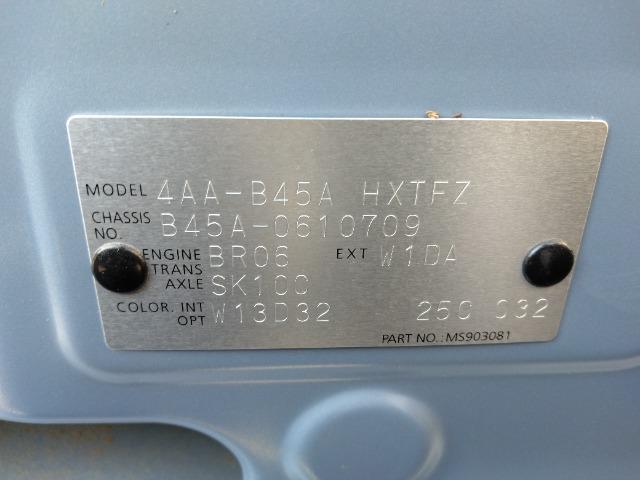 MODEL 4AA-B45A HXTFZ
CHASSIS NO. B45A-0610709
ENGINE BR06 EXT W1DA
TRANS AXLE SK10C
COLOR. INT OPT W13D32 250 032
PART NO.: MS903081